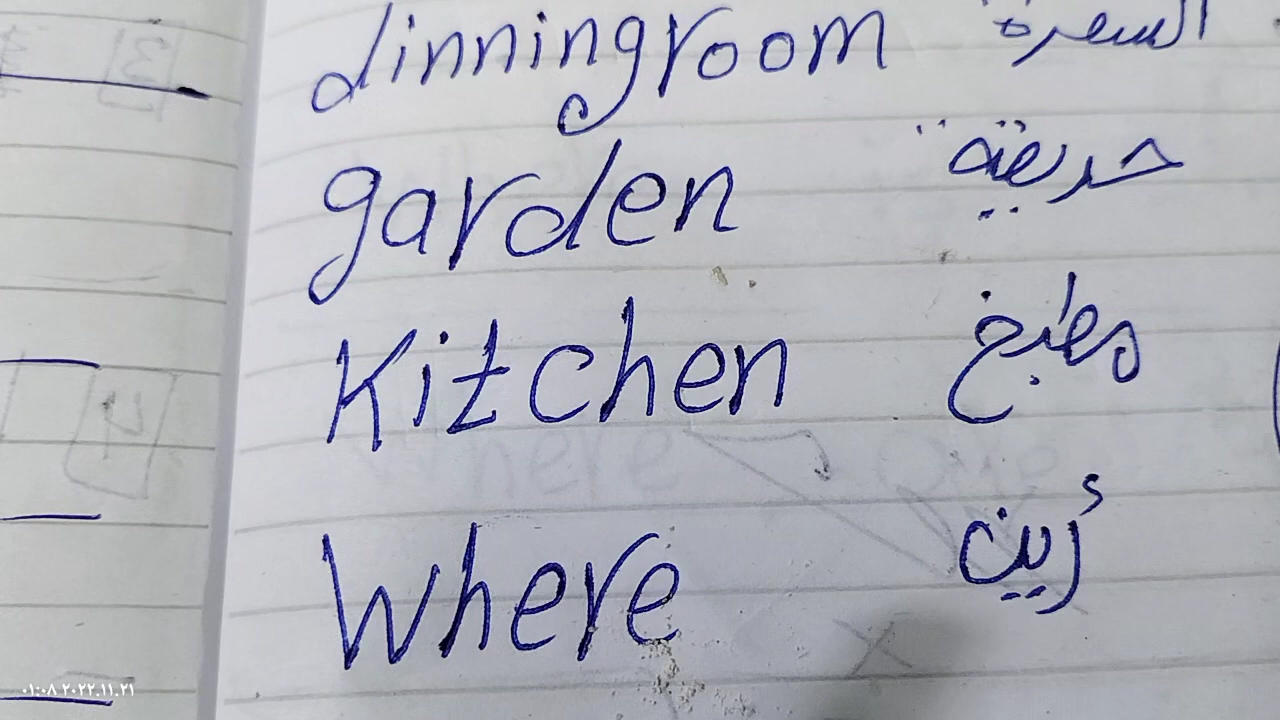 dinningroom السفرة
garden حديقة
Kitchen مطبخ
Where أين
٠١:٠٨ ٢٠٢٢.١١.٢١